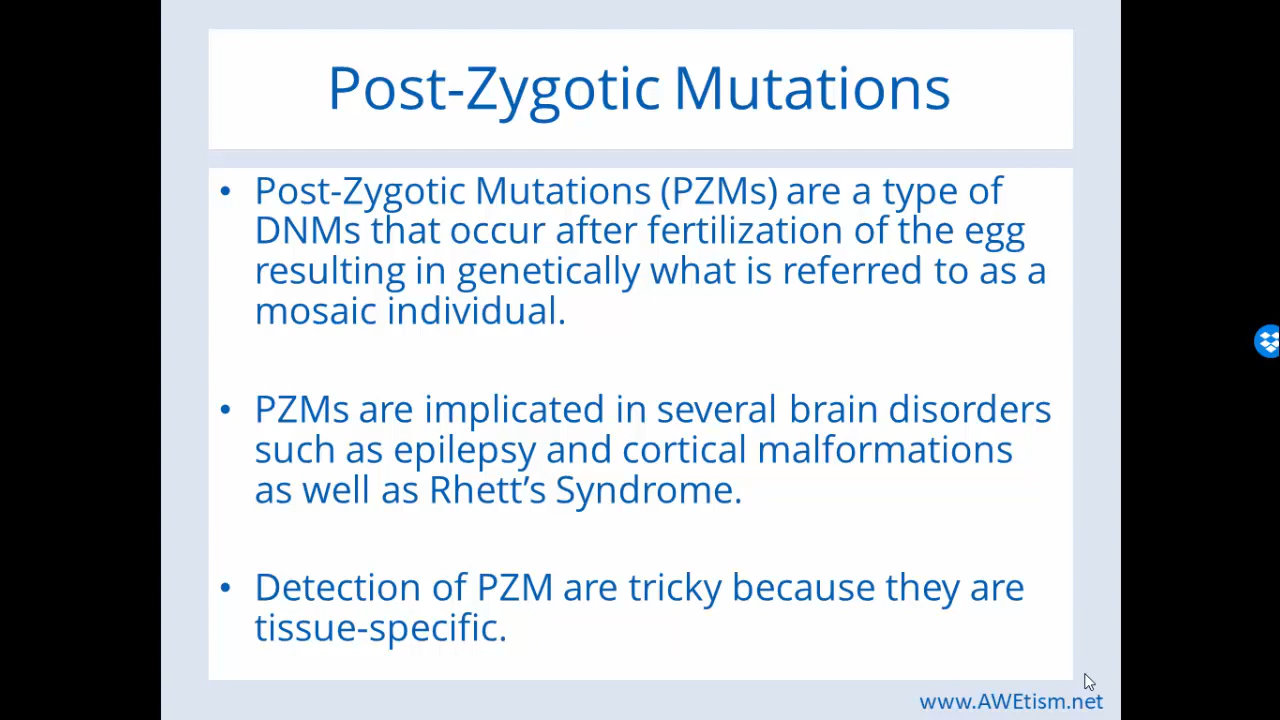 Post-Zygotic Mutations
• Post-Zygotic Mutations (PZMs) are a type of
DNMs that occur after fertilization of the egg
resulting in genetically what is referred to as a
mosaic individual.
• PZMs are implicated in several brain disorders
such as epilepsy and cortical malformations
as well as Rhett’s Syndrome.
• Detection of PZM are tricky because they are
tissue-specific.
www.AWEtism.net